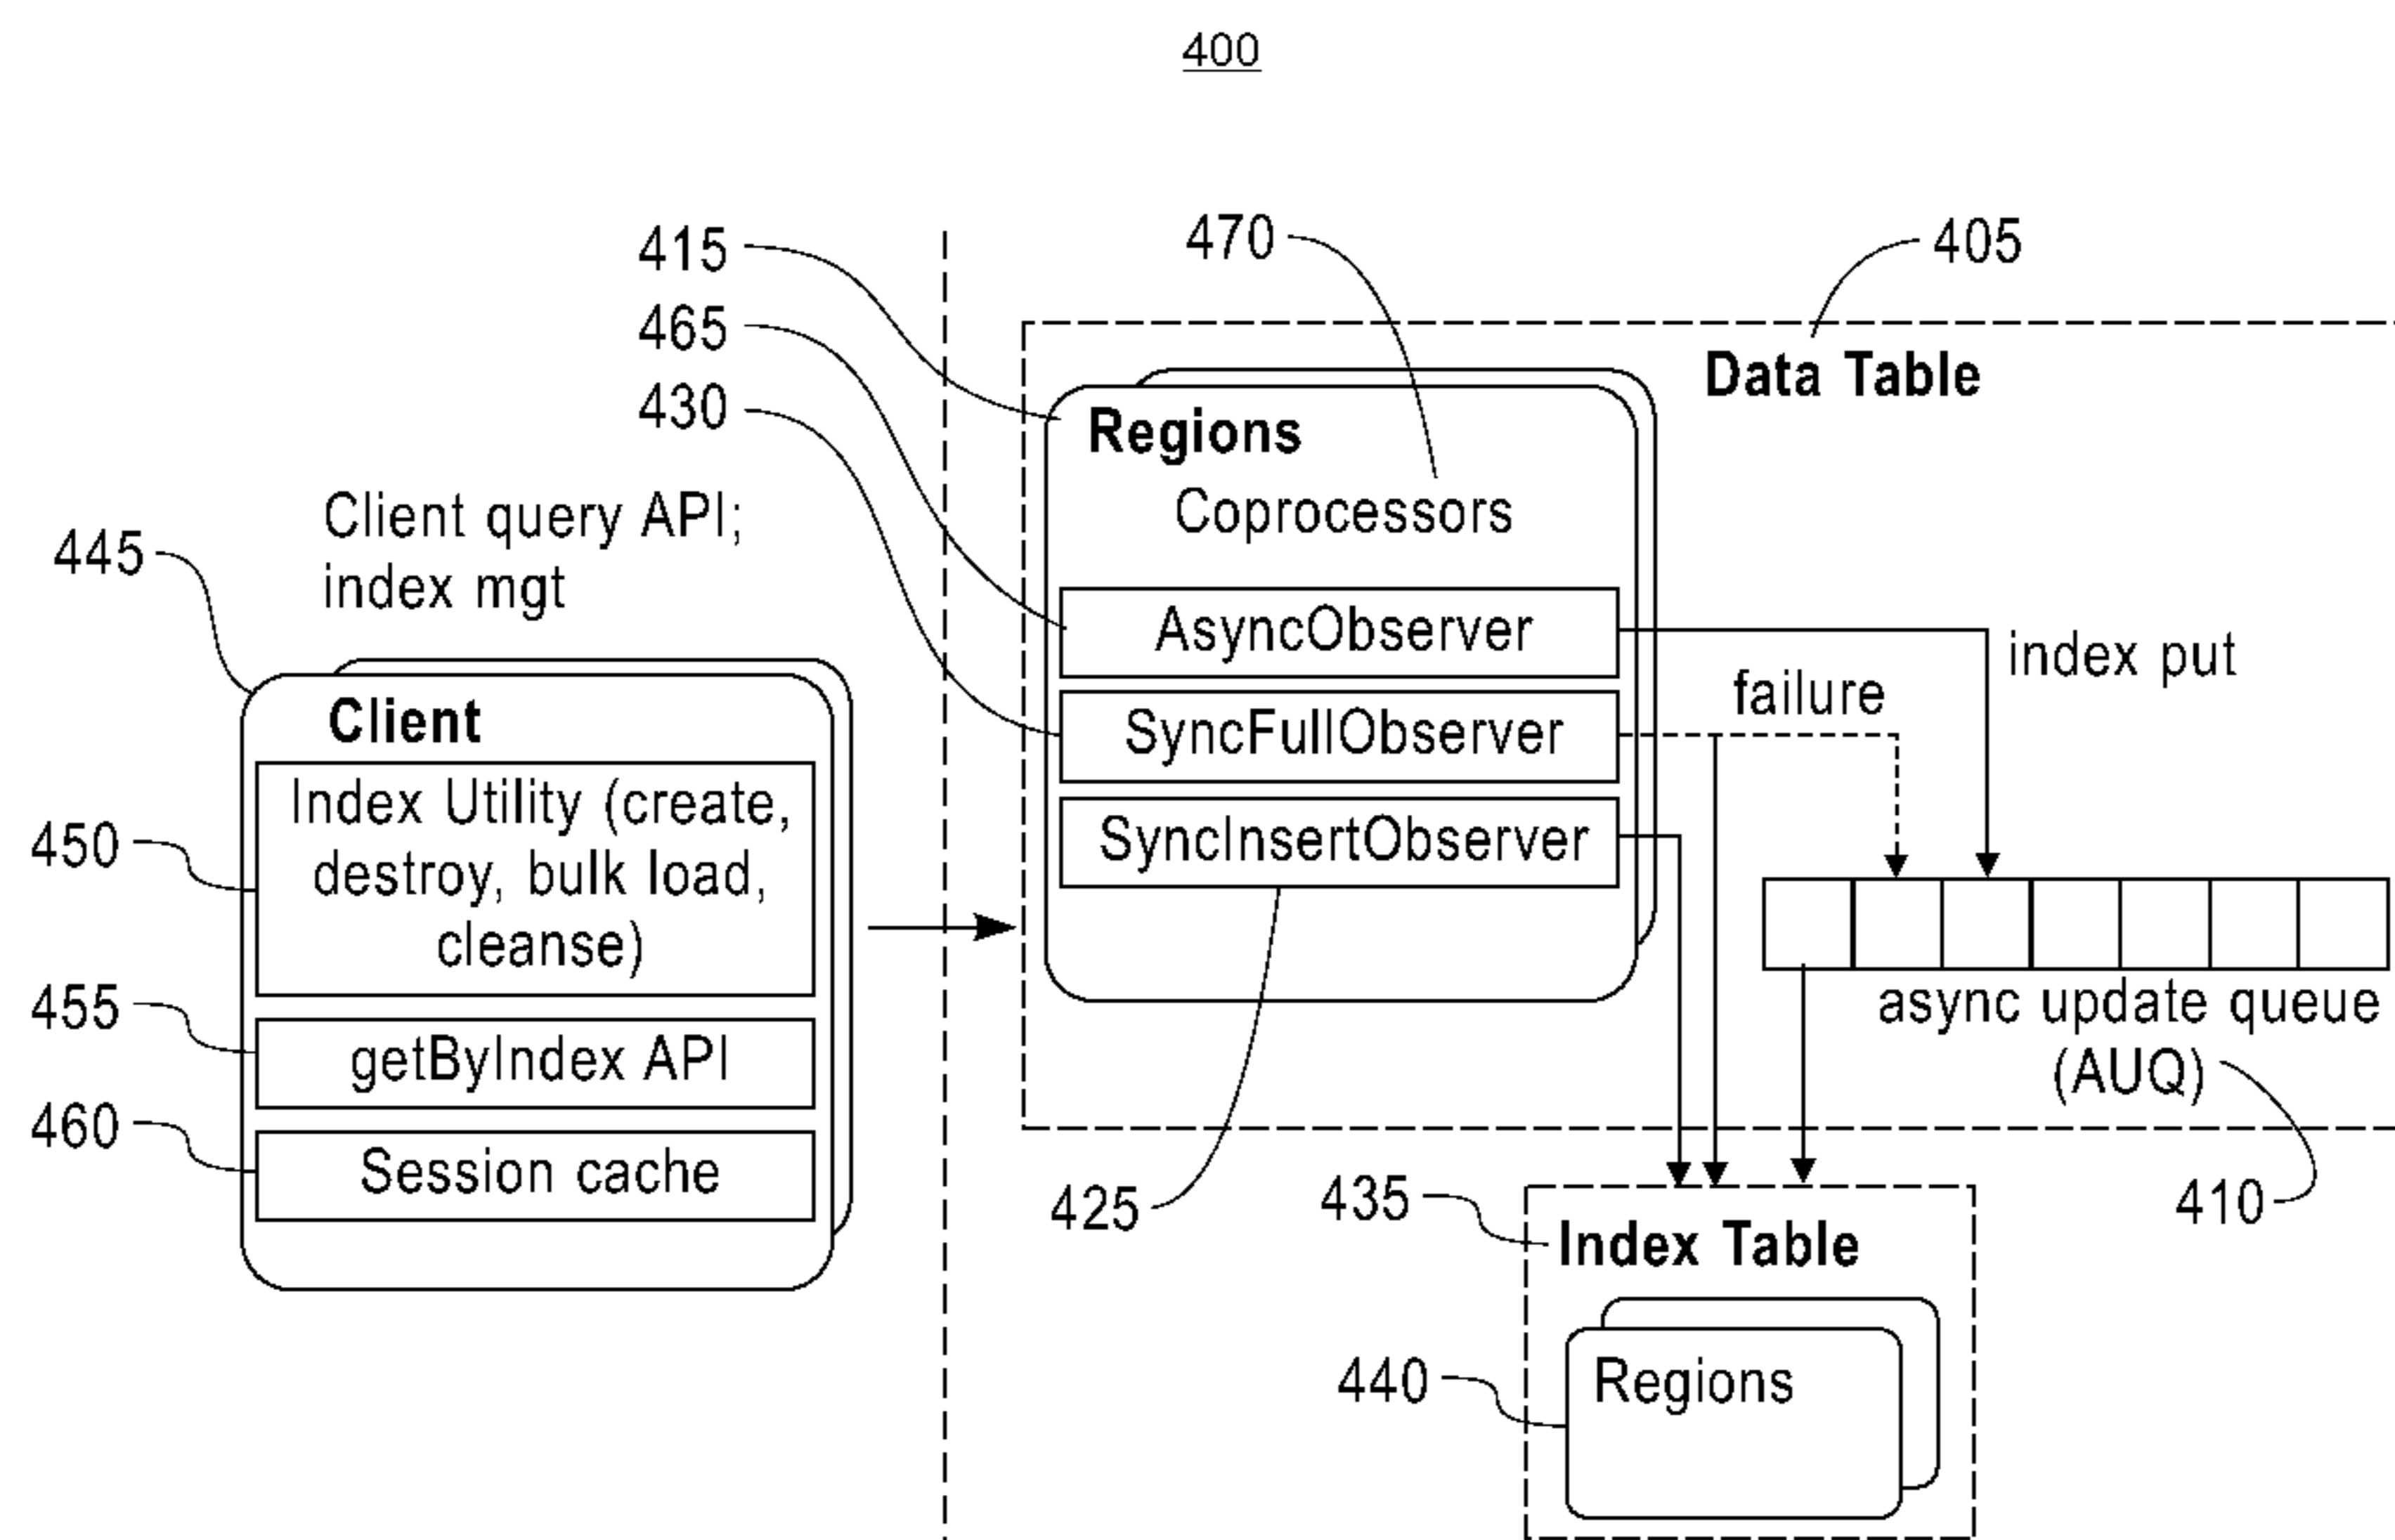 400
415
470
405
465
430
Data Table
Regions
Coprocessors
Client query API;
index mgt
445
AsyncObserver
index put
failure
SyncFullObserver
SyncInsertObserver
Client
Index Utility (create,
destroy, bulk load,
cleanse)
450
455
getByIndex API
460
Session cache
async update queue
(AUQ)
425
435
410
Index Table
440
Regions